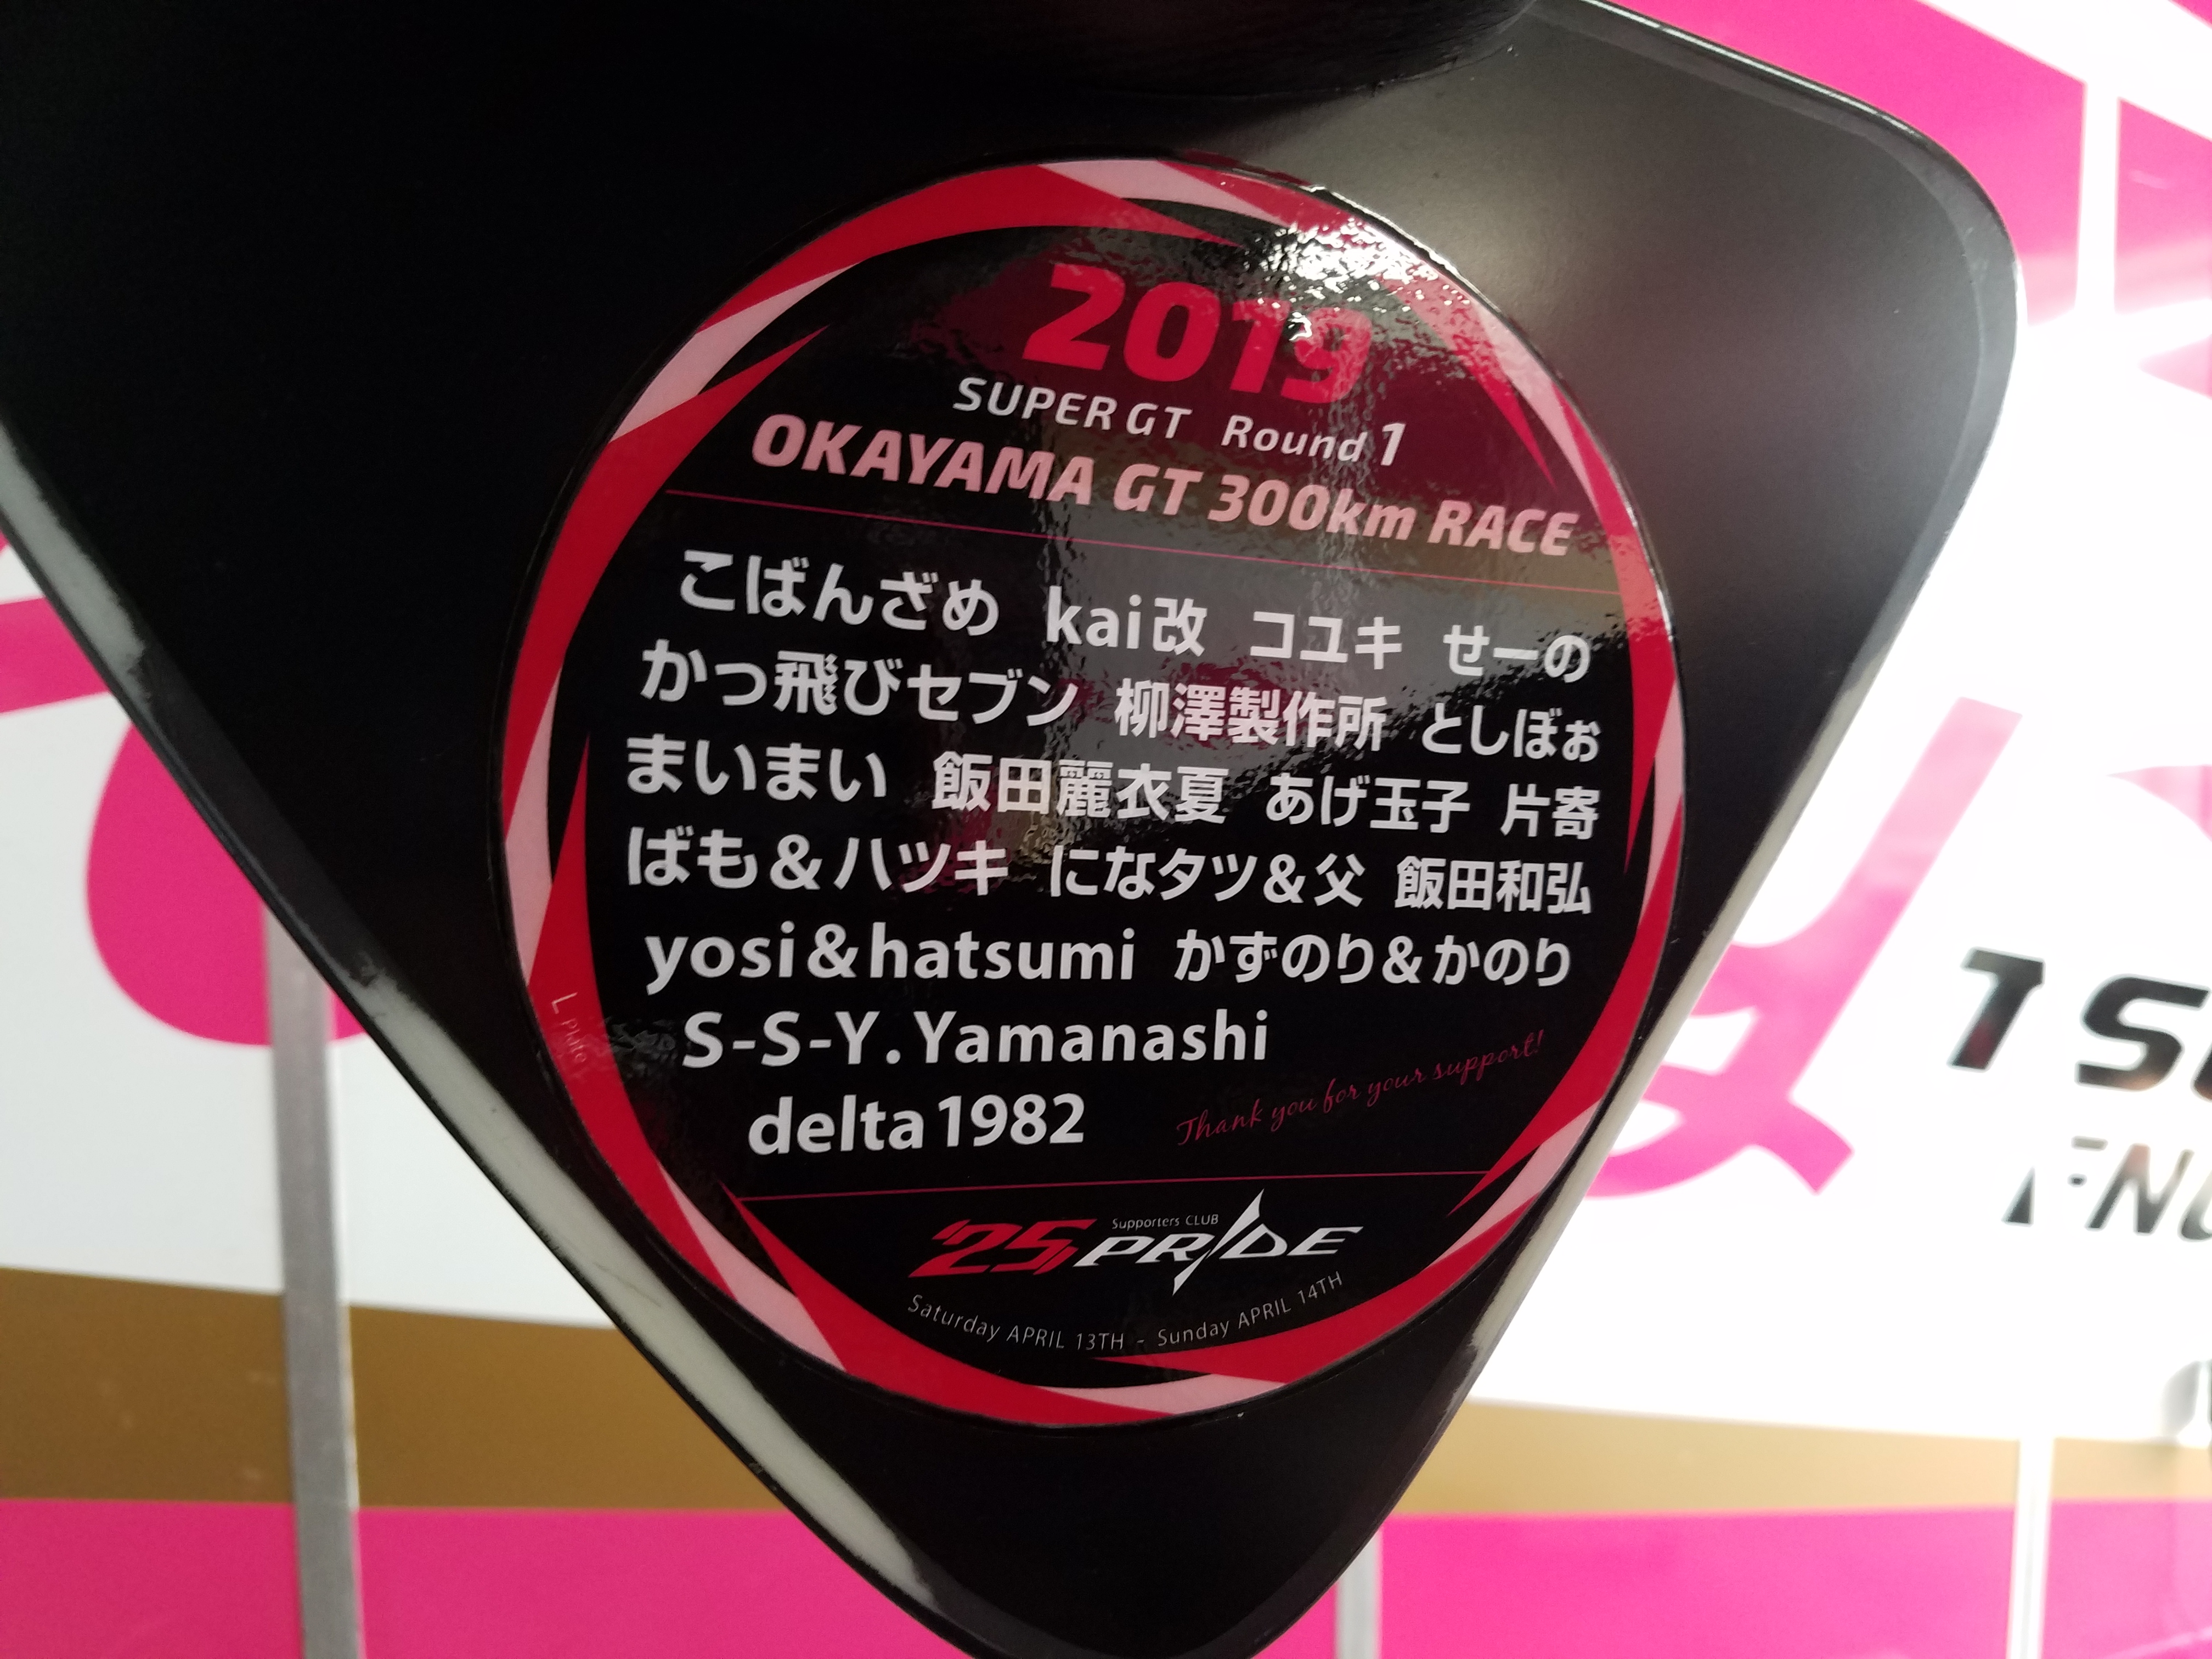 2019
SUPER GT Round 1
OKAYAMA GT 300km RACE
こばんざめ kai改 コユキ せーの
かっ飛びセブン 柳澤製作所 としぼぉ
まいまい 飯田麗衣夏 あげ玉子 片寄
ばも&ハツキ になタツ&父 飯田和弘
yosi&hatsumi かずのり&かのり
S-S-Y.Yamanashi
delta1982
Thank you for your support!
Supporters CLUB
'25, PRIDE
Saturday APRIL 13TH - Sunday APRIL 14TH